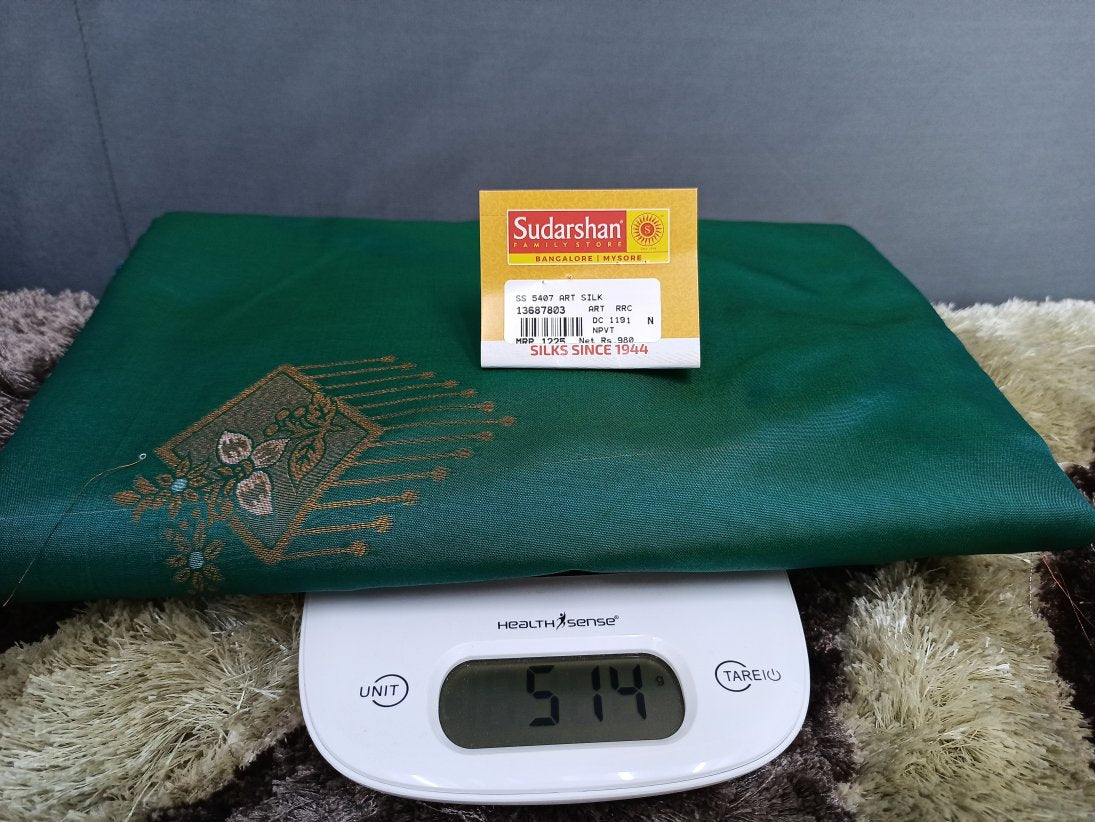 Sudarshan®
FAMILY STORE
BANGALORE | MYSORE
SS 5407 ART SILK
13687803 ART RRC
DC 1191 N
NPVT
MRP 1225 Net Rs 980
SILKS SINCE 1944
HEALTH SENSE®
UNIT
514 g
TARE